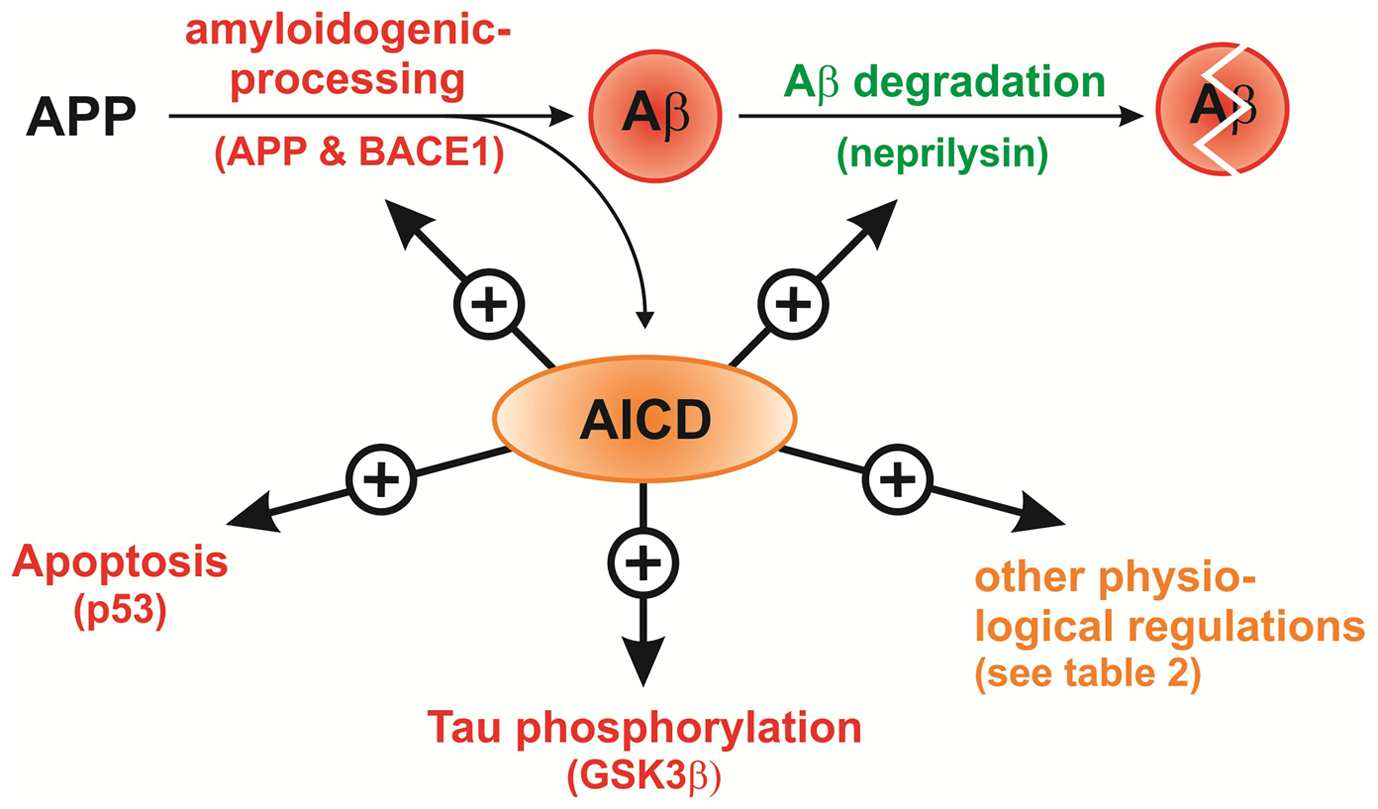 amyloidogenic-
processing
APP
(APP & BACE1)
Aβ
Aβ degradation
(neprilysin)
Aβ
+
+
AICD
+
+
+
Apoptosis
(p53)
other physio-
logical regulations
(see table 2)
Tau phosphorylation
(GSK3β)